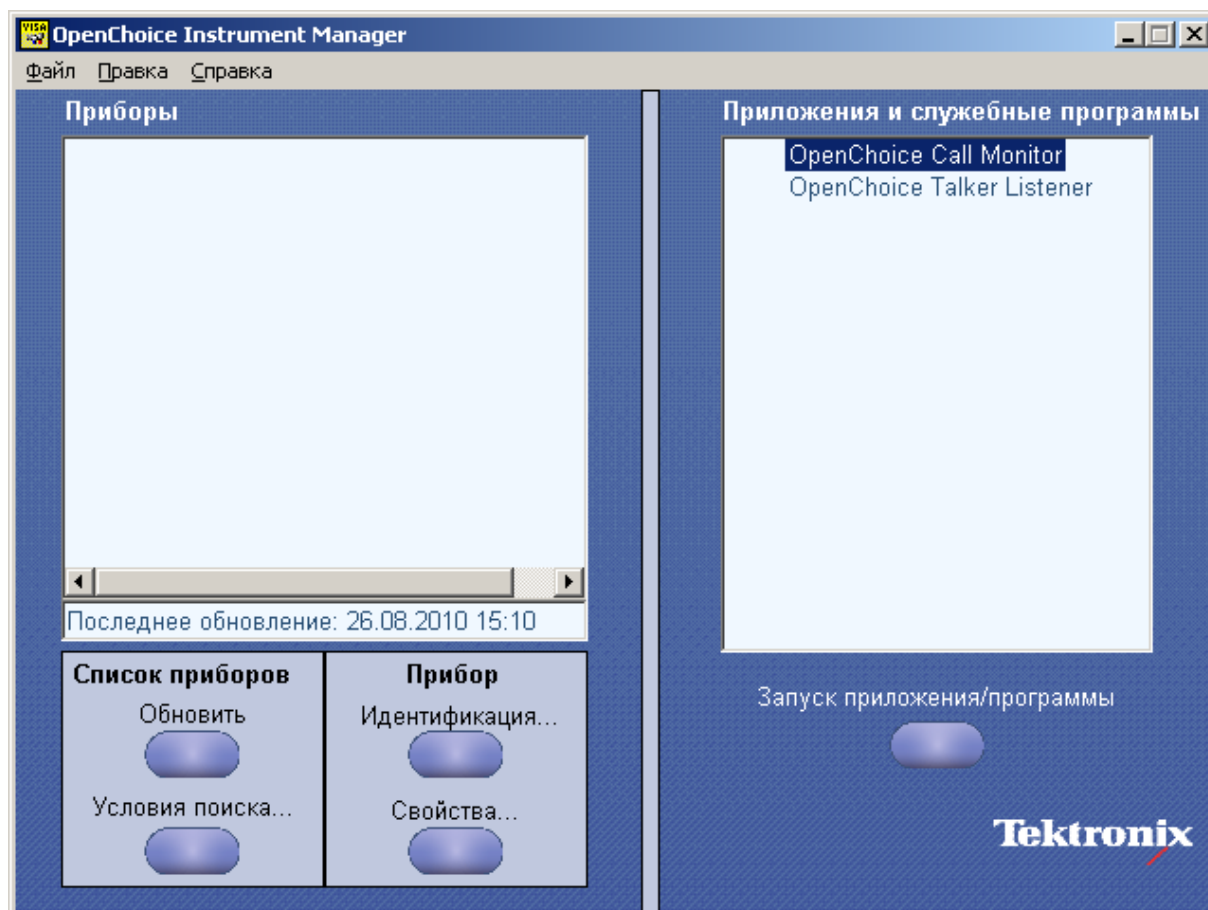 VISA
OpenChoice Instrument Manager
Файл Правка Справка
Приборы
Последнее обновление: 26.08.2010 15:10
Список приборов
Обновить
Условия поиска...
Прибор
Идентификация...
Свойства...
Приложения и служебные программы
OpenChoice Call Monitor
OpenChoice Talker Listener
Запуск приложения/программы
Tektronix